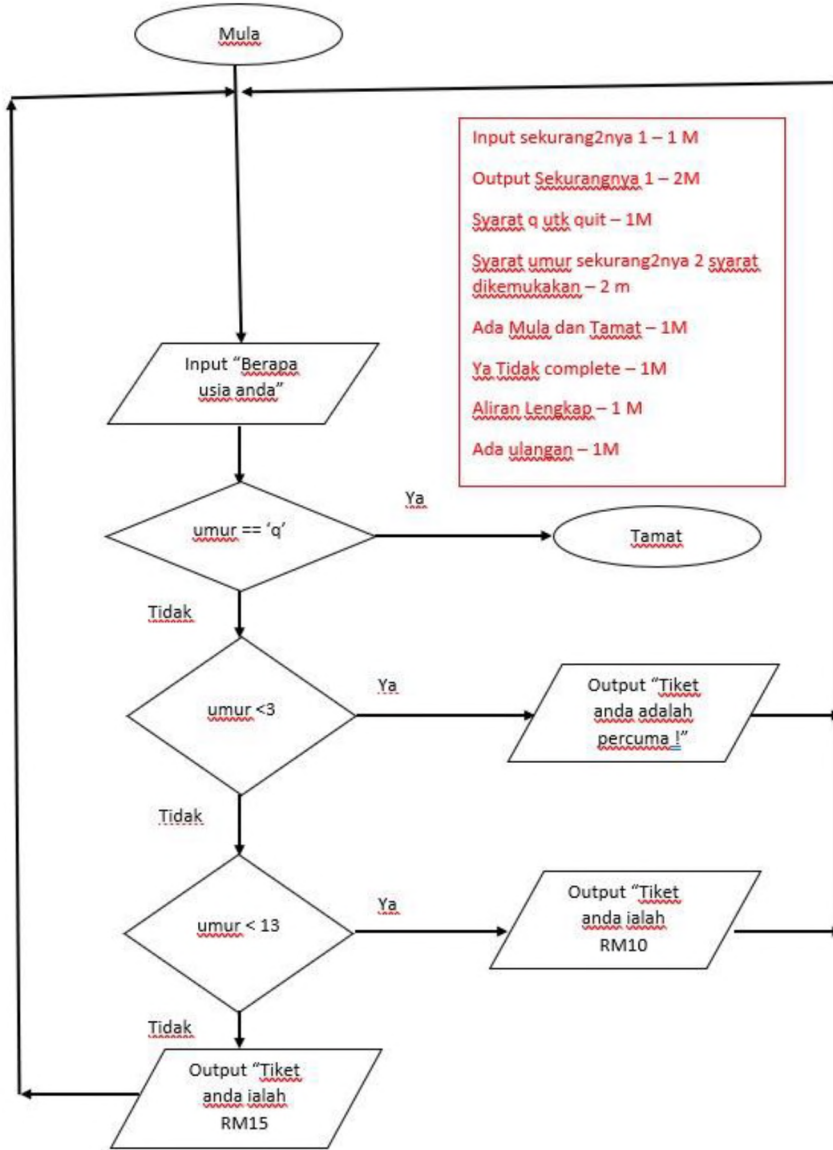 Mula
Input sekurang2nya 1 – 1 M
Output Sekurangnya 1 – 2M
Syarat q utk quit – 1M
Syarat umur sekurang2nya 2 syarat
dikemukakan – 2 m
Ada Mula dan Tamat – 1M
Ya Tidak complete – 1M
Aliran Lengkap – 1 M
Ada ulangan – 1M
Input “Berapa
usia anda”
umur == ‘q’
Ya
Tamat
Tidak
umur <3
Ya
Output “Tiket
anda adalah
percuma !”
Tidak
umur < 13
Ya
Output “Tiket
anda ialah
RM10
Tidak
Output “Tiket
anda ialah
RM15